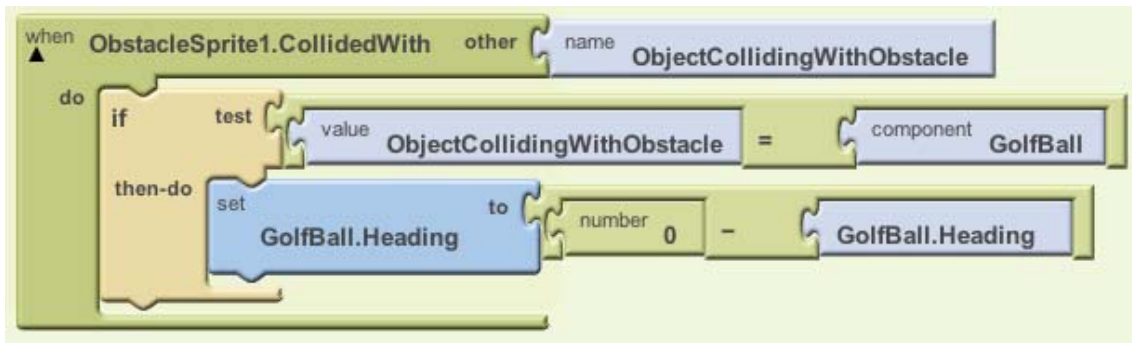 when ObstacleSprite1.CollidedWith other name ObjectCollidingWithObstacle
do if test value ObjectCollidingWithObstacle = component GolfBall
then-do set GolfBall.Heading to number 0 - GolfBall.Heading